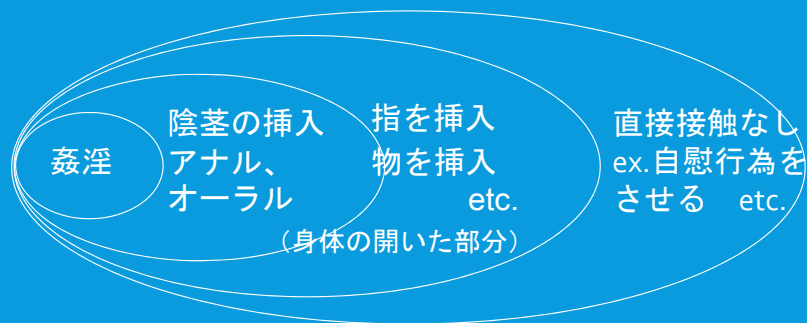 姦淫
陰茎の挿入
アナル、
オーラル
指を挿入
物を挿入
etc.
（身体の開いた部分）
直接接触なし
ex.自慰行為を
させる etc.